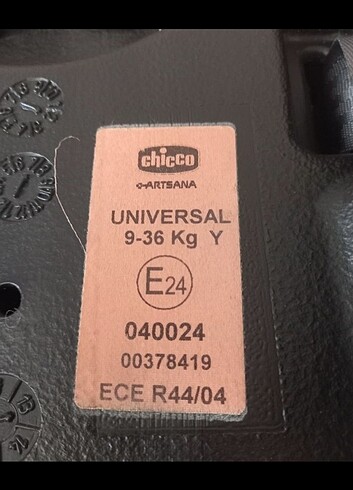 chicco
ARTSANA
UNIVERSAL
9-36 Kg Y
E24
040024
00378419
ECE R44/04